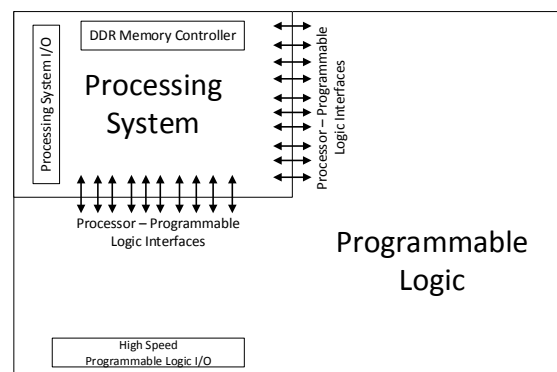 DDR Memory Controller
Processing System I/O
Processing
System
Processor – Programmable
Logic Interfaces
Processor – Programmable
Logic Interfaces
Programmable
Logic
High Speed
Programmable Logic I/O